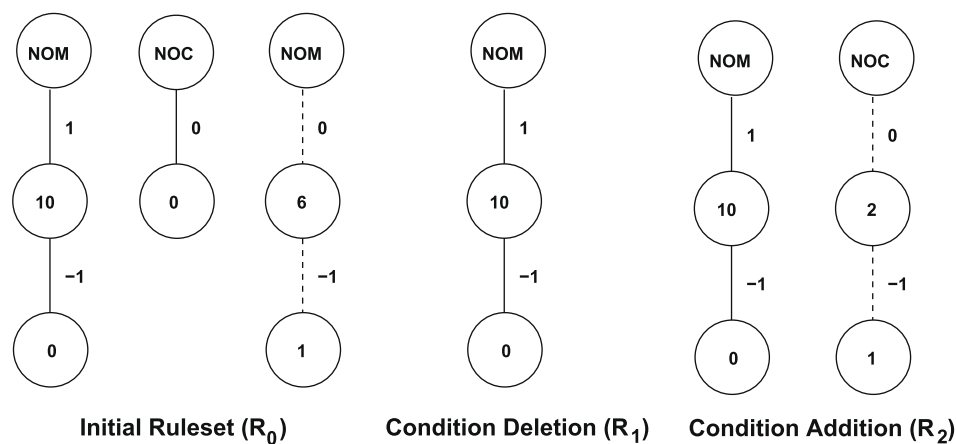 NOM NOC NOM NOM NOM NOC
1 0 0 1 1 0
10 0 6 10 10 2
−1 −1 −1 −1 −1
0 1 0 0 1
Initial Ruleset (R0) Condition Deletion (R1) Condition Addition (R2)